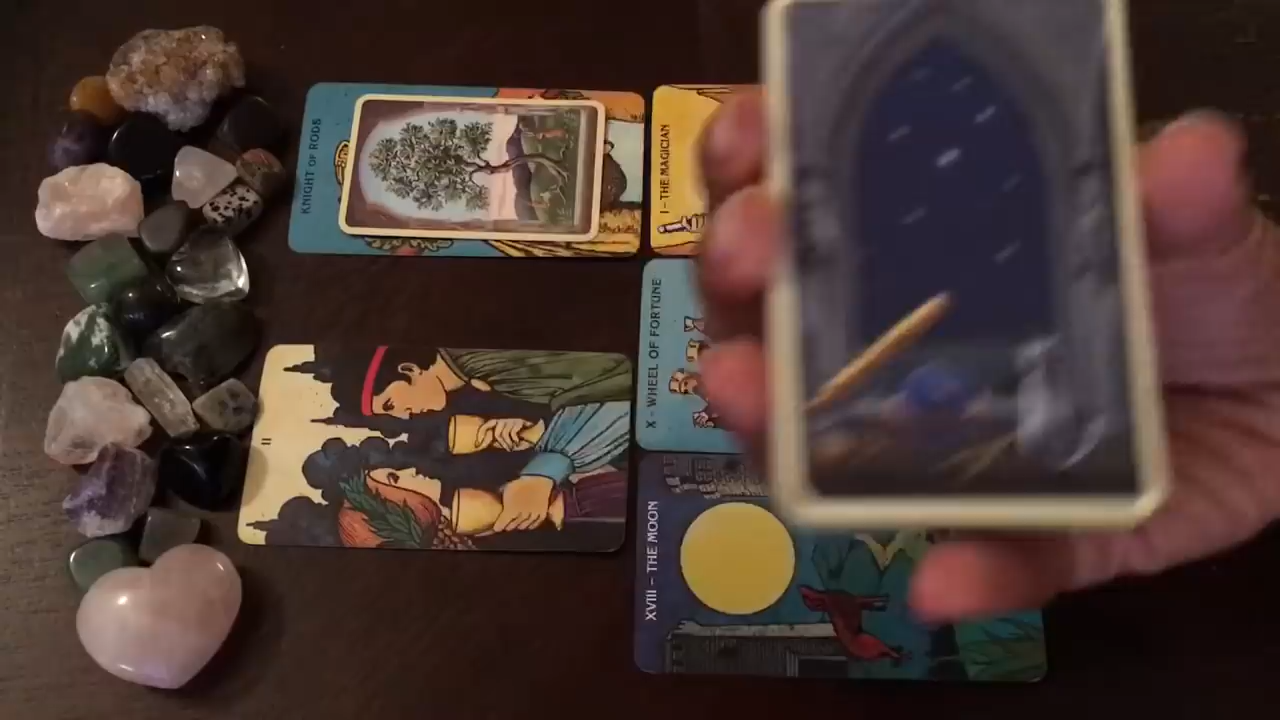 KNIGHT OF RODS
I – THE MAGICIAN
X – WHEEL OF FORTUNE
II
XVIII – THE MOON